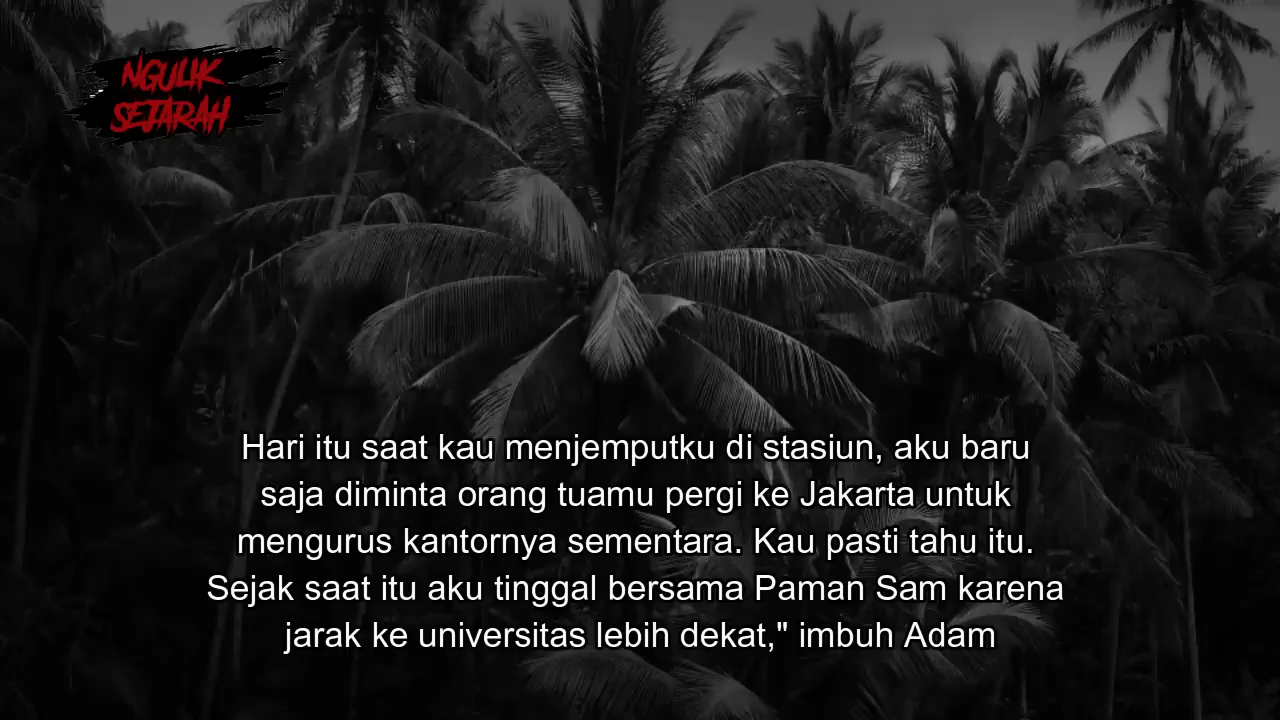 NGULIK
SEJARAH
Hari itu saat kau menjemputku di stasiun, aku baru
saja diminta orang tuamu pergi ke Jakarta untuk
mengurus kantornya sementara. Kau pasti tahu itu.
Sejak saat itu aku tinggal bersama Paman Sam karena
jarak ke universitas lebih dekat," imbuh Adam